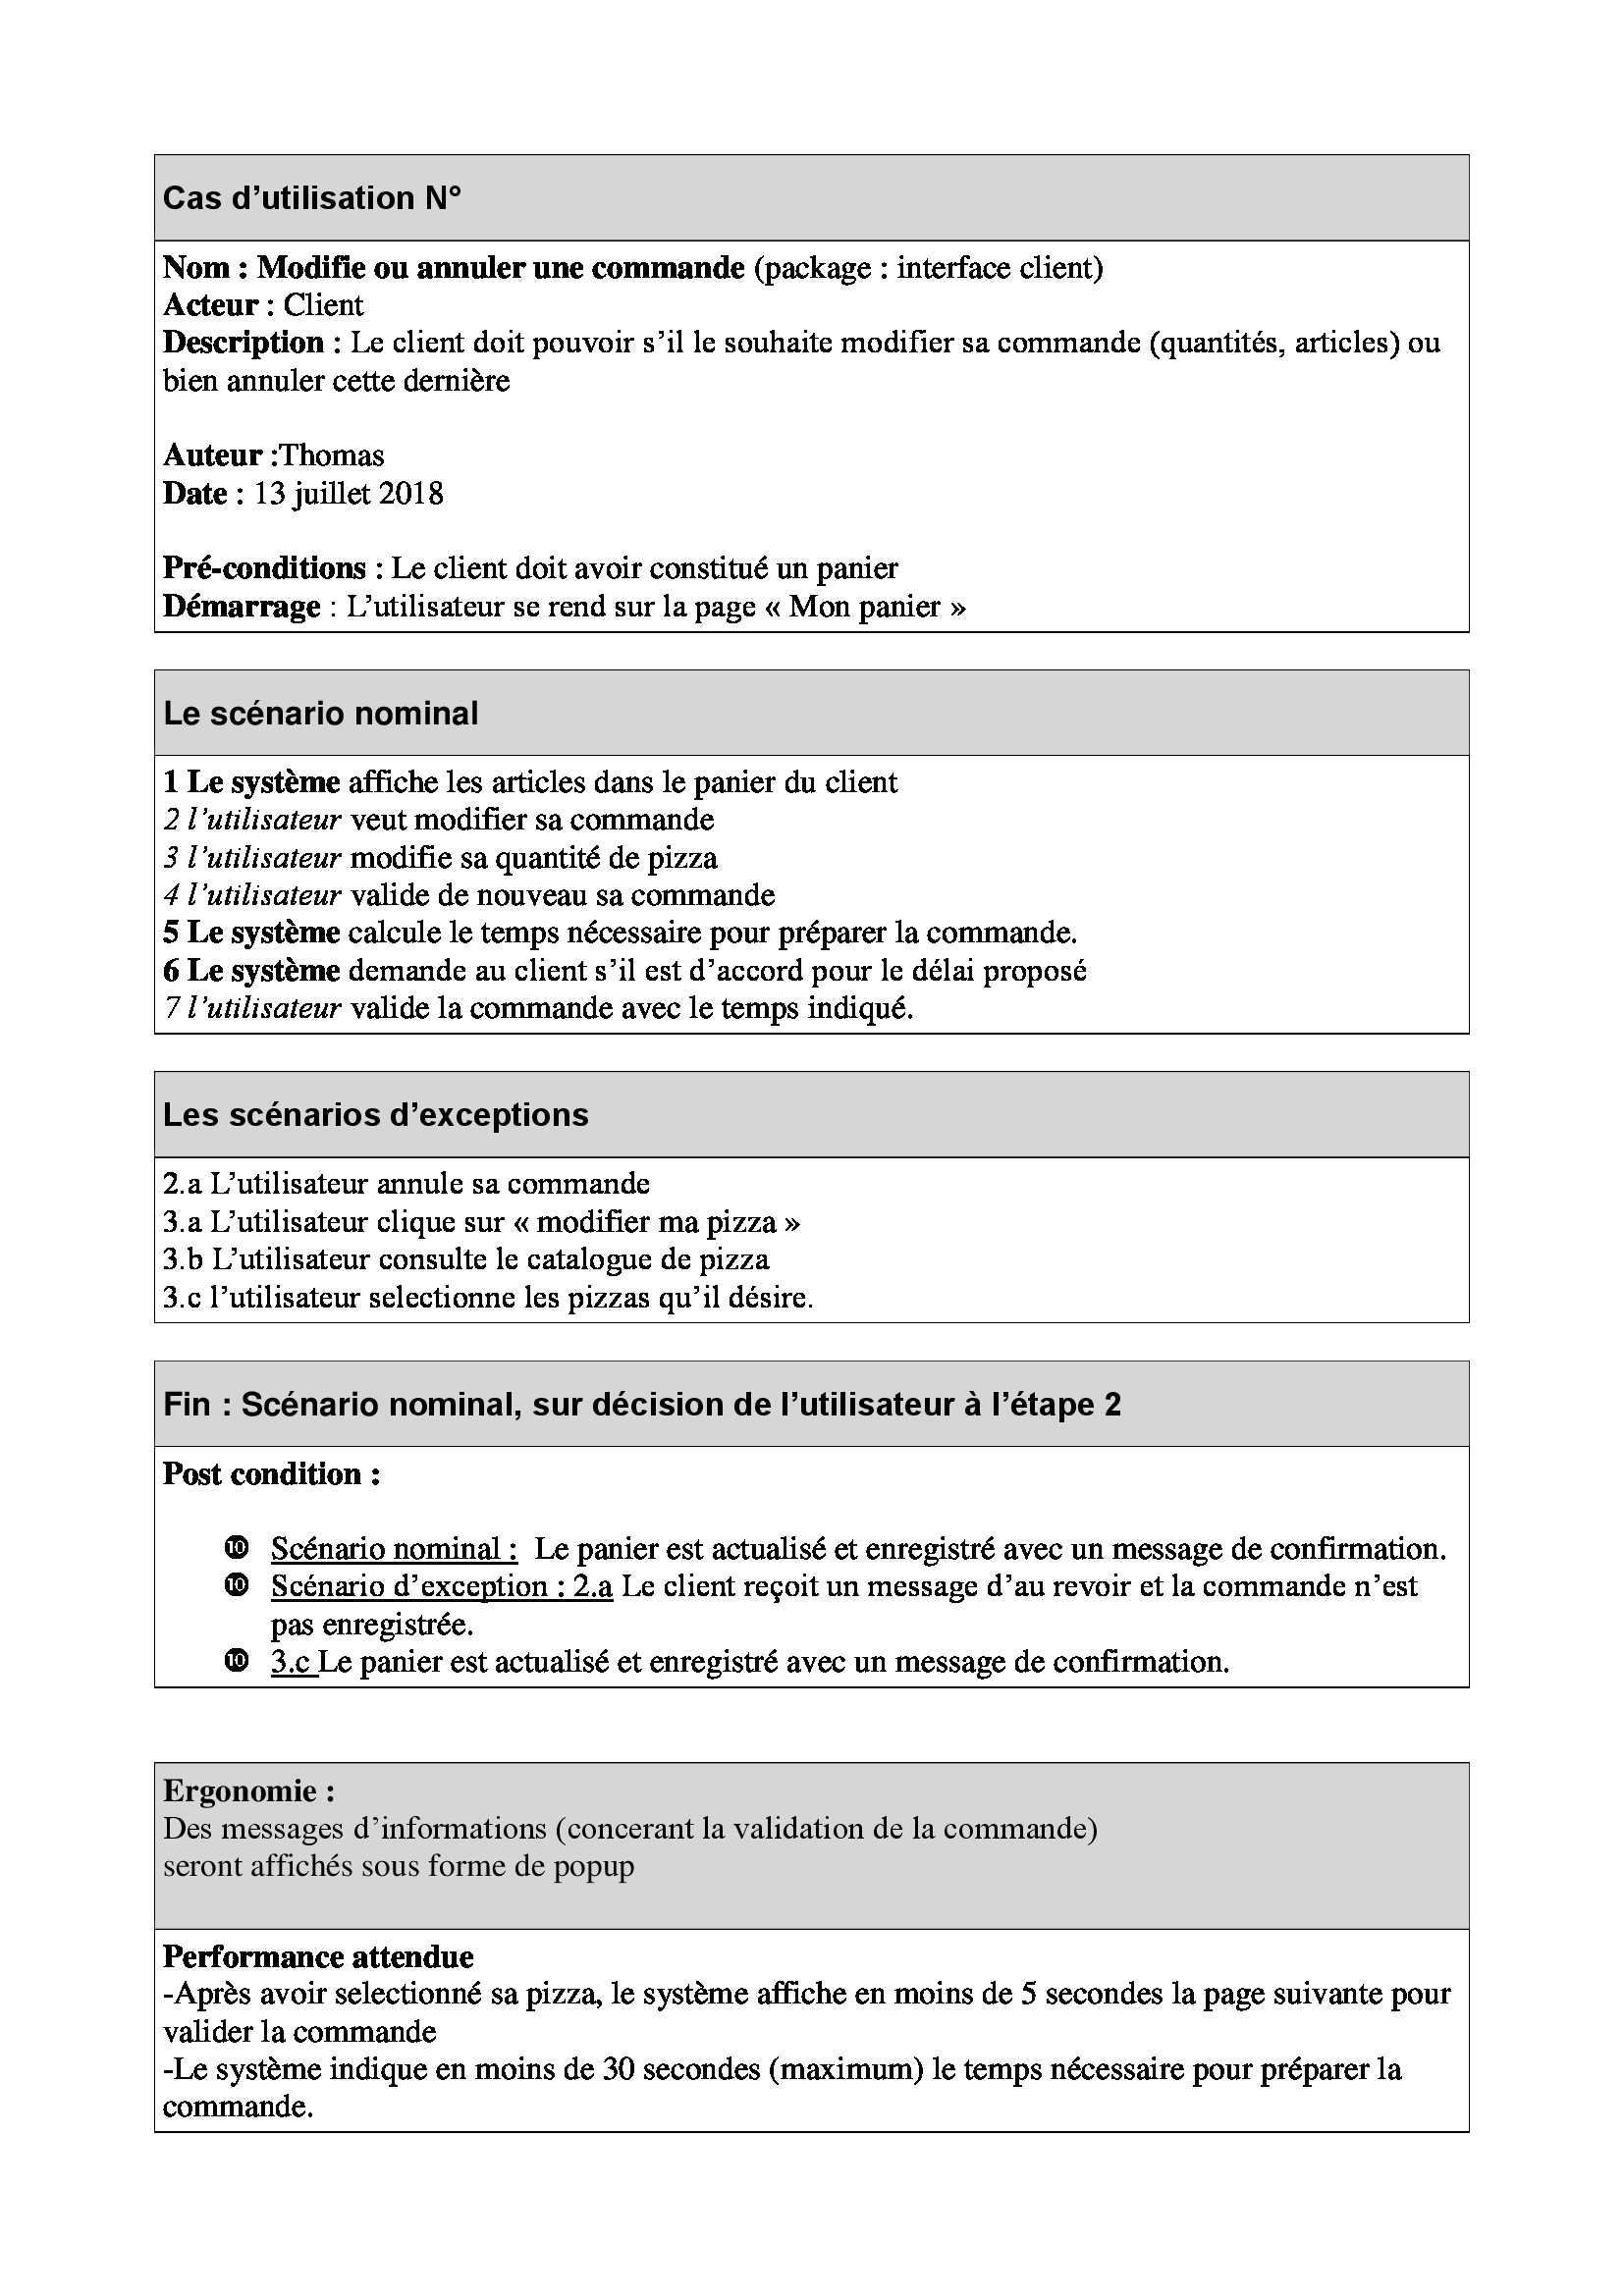 Cas d’utilisation N°
Nom : Modifie ou annuler une commande (package : interface client)
Acteur : Client
Description : Le client doit pouvoir s’il le souhaite modifier sa commande (quantités, articles) ou
bien annuler cette dernière
Auteur :Thomas
Date : 13 juillet 2018
Pré-conditions : Le client doit avoir constitué un panier
Démarrage : L’utilisateur se rend sur la page « Mon panier »
Le scénario nominal
1 Le système affiche les articles dans le panier du client
2 l’utilisateur veut modifier sa commande
3 l’utilisateur modifie sa quantité de pizza
4 l’utilisateur valide de nouveau sa commande
5 Le système calcule le temps nécessaire pour préparer la commande.
6 Le système demande au client s’il est d’accord pour le délai proposé
7 l’utilisateur valide la commande avec le temps indiqué.
Les scénarios d’exceptions
2.a L’utilisateur annule sa commande
3.a L’utilisateur clique sur « modifier ma pizza »
3.b L’utilisateur consulte le catalogue de pizza
3.c l’utilisateur selectionne les pizzas qu’il désire.
Fin : Scénario nominal, sur décision de l’utilisateur à l’étape 2
Post condition :
❿ Scénario nominal : Le panier est actualisé et enregistré avec un message de confirmation.
❿ Scénario d’exception : 2.a Le client reçoit un message d’au revoir et la commande n’est
pas enregistrée.
❿ 3.c Le panier est actualisé et enregistré avec un message de confirmation.
Ergonomie :
Des messages d’informations (concerant la validation de la commande)
seront affichés sous forme de popup
Performance attendue
-Après avoir selectionné sa pizza, le système affiche en moins de 5 secondes la page suivante pour
valider la commande
-Le système indique en moins de 30 secondes (maximum) le temps nécessaire pour préparer la
commande.